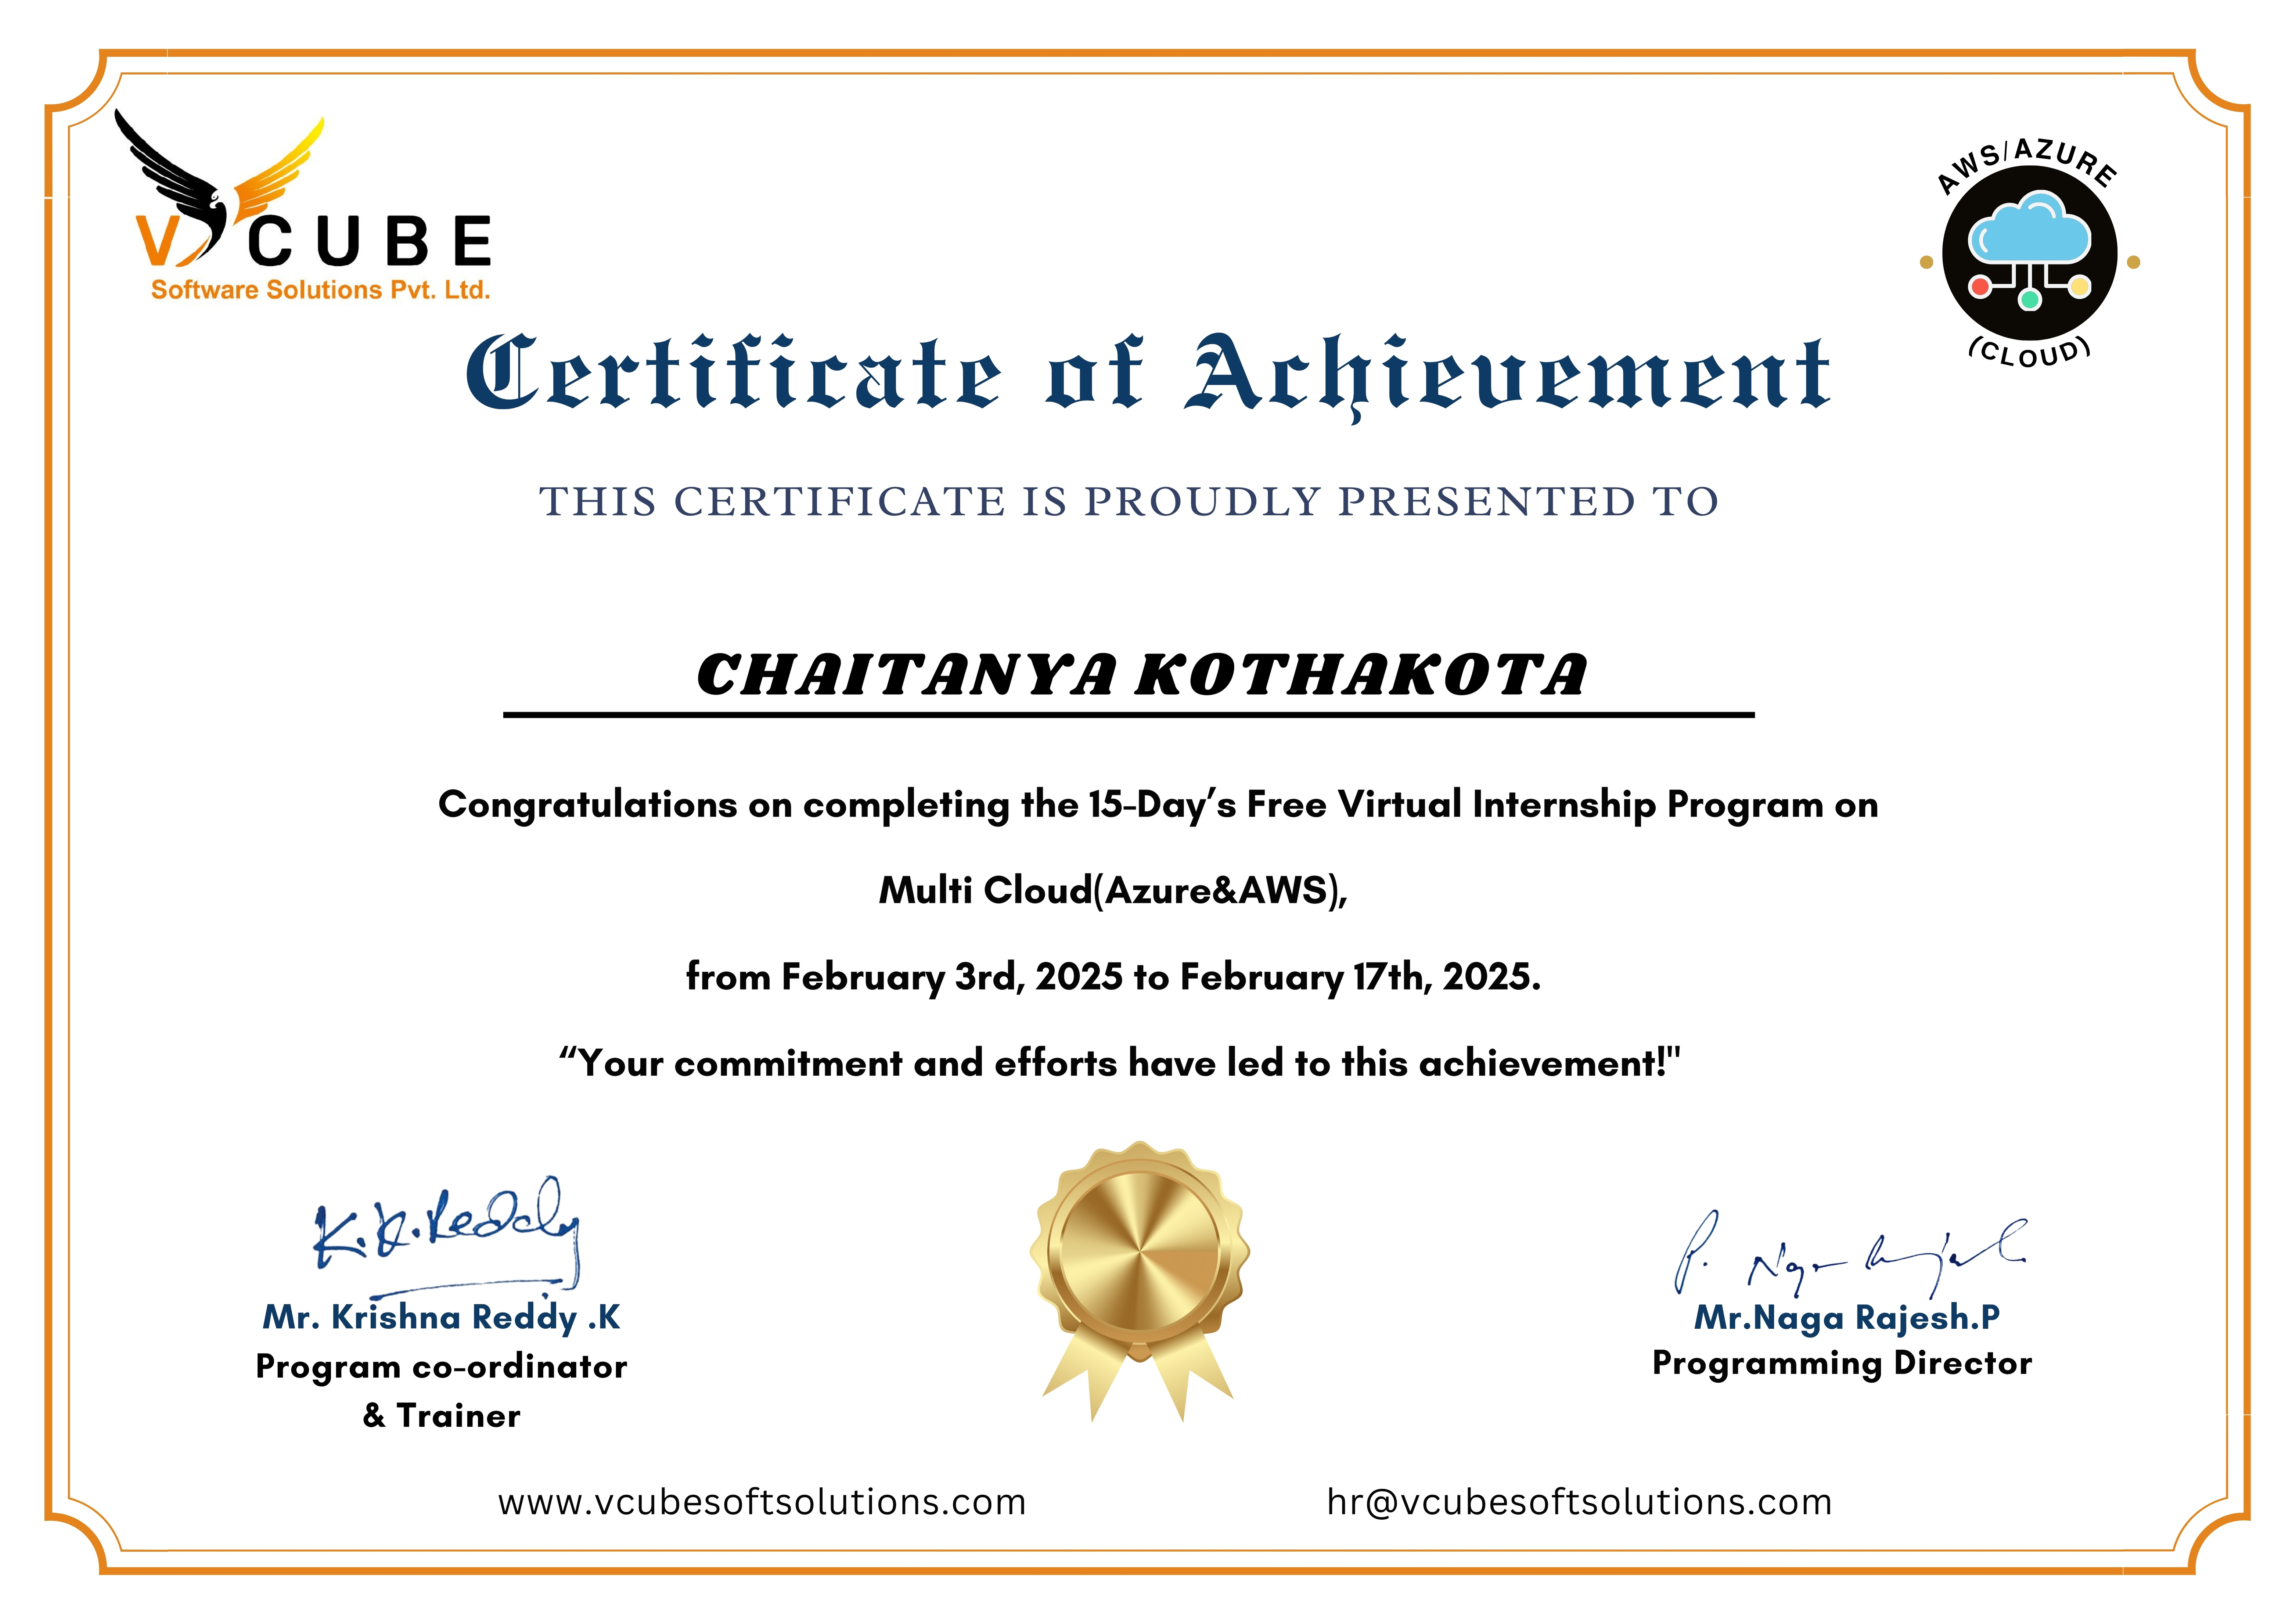 V CUBE
Software Solutions Pvt. Ltd.
AWS/AZURE
(CLOUD)
Certificate of Achievement
THIS CERTIFICATE IS PROUDLY PRESENTED TO
CHAITANYA KOTHAKOTA
Congratulations on completing the 15-Day’s Free Virtual Internship Program on
Multi Cloud(Azure&AWS),
from February 3rd, 2025 to February 17th, 2025.
“Your commitment and efforts have led to this achievement!"
K.K.Reddy
Mr. Krishna Reddy .K
Program co-ordinator
& Trainer
P. Naga Rajesh
Mr.Naga Rajesh.P
Programming Director
www.vcubesoftsolutions.com
hr@vcubesoftsolutions.com